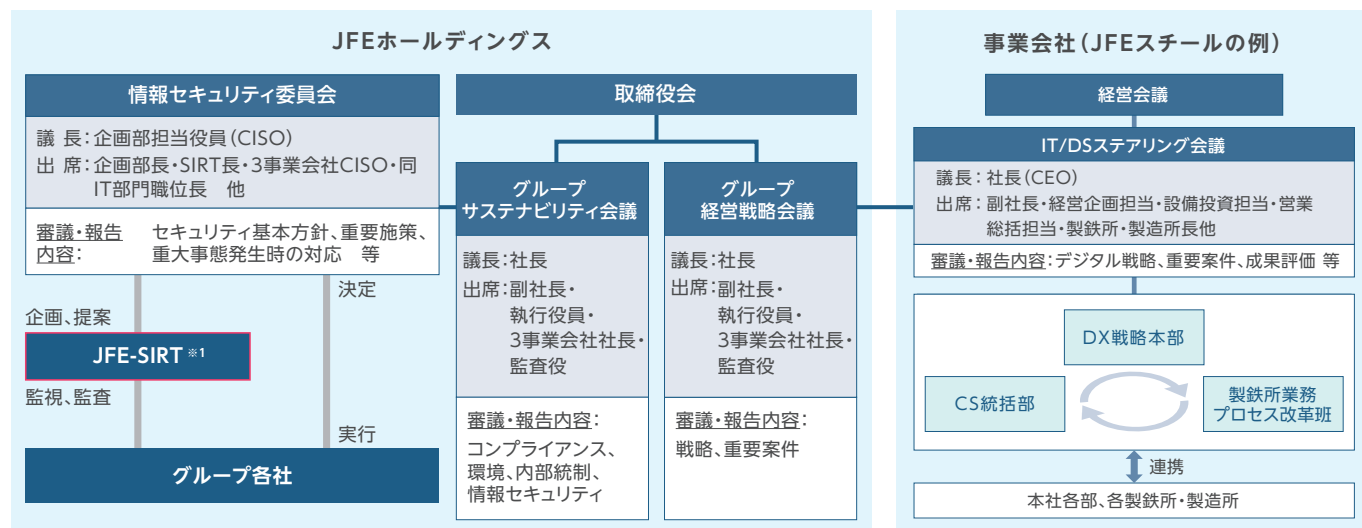 JFEホールディングス
情報セキュリティ委員会
議 長：企画部担当役員（CISO）
出 席：企画部長・SIRT長・3事業会社CISO・同
IT部門職位長　他
審議・報告　セキュリティ基本方針、重要施策、
内容：　重大事態発生時の対応　等
決定
企画、提案
JFE-SIRT ※1
監視、監査
実行
グループ各社
取締役会
グループ
サステナビリティ会議
議長：社長
出席：副社長・
執行役員・
3事業会社社長・
監査役
審議・報告内容：
コンプライアンス、
環境、内部統制、
情報セキュリティ
グループ
経営戦略会議
議長：社長
出席：副社長・
執行役員・
3事業会社社長・
監査役
審議・報告内容：
戦略、重要案件
事業会社（JFEスチールの例）
経営会議
IT/DSステアリング会議
議長：社長（CEO）
出席：副社長・経営企画担当・設備投資担当・営業
総括担当・製鉄所・製造所長他
審議・報告内容：デジタル戦略、重要案件、成果評価 等
DX戦略本部
CS統括部
製鉄所業務
プロセス改革班
連携
本社各部、各製鉄所・製造所